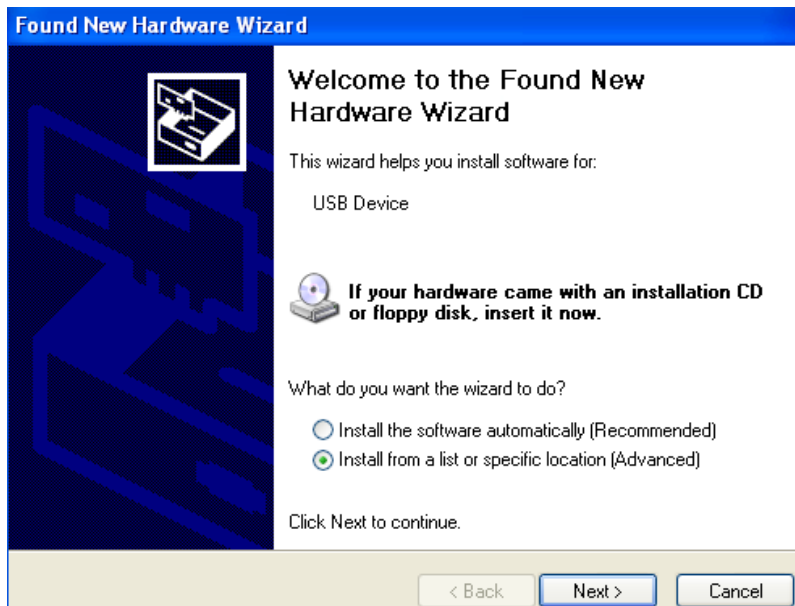 Found New Hardware Wizard
Welcome to the Found New
Hardware Wizard
This wizard helps you install software for:
USB Device
If your hardware came with an installation CD
or floppy disk, insert it now.
What do you want the wizard to do?
Install the software automatically (Recommended)
Install from a list or specific location (Advanced)
Click Next to continue.
< Back
Next >
Cancel